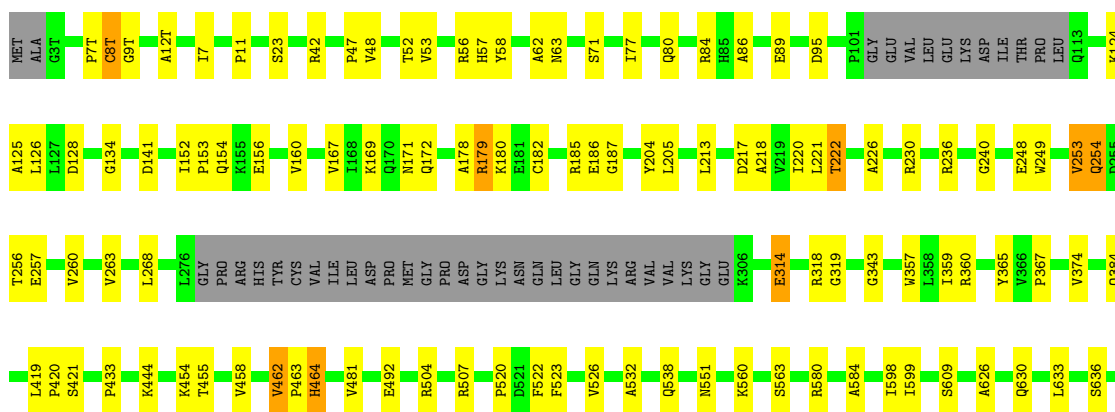 MET ALA G3T P7T C8T G9T A12T I7 P11 S23 R42 P47 V48 T52 V53 R56 H57 Y58 A62 N63 S71 I77 Q80 R84 H85 A86 E89 D95 P101 GLY GLU VAL LEU GLU LYS ASP ILE THR PRO LEU Q113
A125 L126 L127 D128 G134 D141 I152 P153 Q154 K155 E156 V160 V167 I168 K169 Q170 N171 Q172 A178 R179 K180 E181 C182 R185 E186 G187 Y204 L205 L213 D217 A218 V219 I220 L221 T222 A226 R230 R236 G240 E248 W249 V253 Q254
T256 E257 V260 V263 L268 L276 GLY PRO ARG HIS TYR CYS VAL ILE LEU ASP PRO MET GLY PRO ASP GLY LYS ASN GLN LEU GLY GLN LYS ARG VAL VAL LYS GLY GLU K306 E314 R318 G319 G343 W357 L358 I359 R360 Y365 V366 P367 V374
L419 P420 S421 P433 K444 K454 T455 V458 V462 P463 H464 V481 E492 R504 R507 P520 D521 F522 F523 V526 A532 Q538 N551 K560 S563 R580 A584 I598 I599 S609 A626 Q630 L633 S636